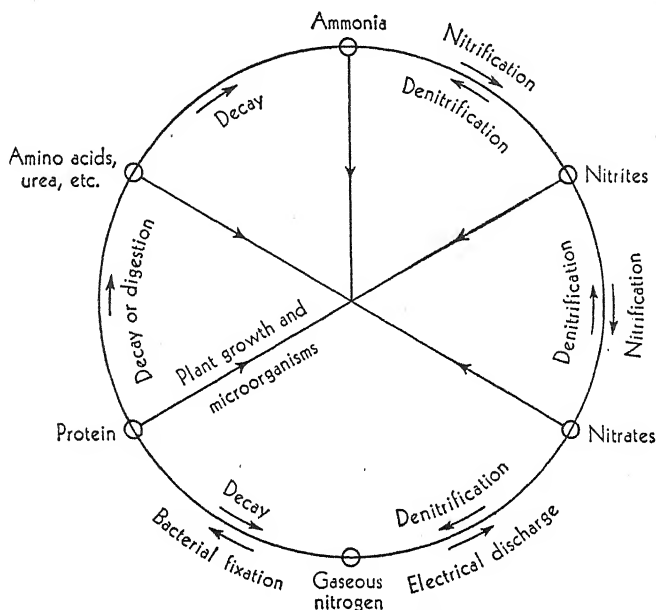 Ammonia
Nitrification
Denitrification
Decay
Amino acids,
urea, etc.
Nitrites
Decay or digestion
Denitrification
Nitrification
Plant growth and
microorganisms
Protein
Nitrates
Decay
Denitrification
Bacterial fixation
Electrical discharge
Gaseous
nitrogen